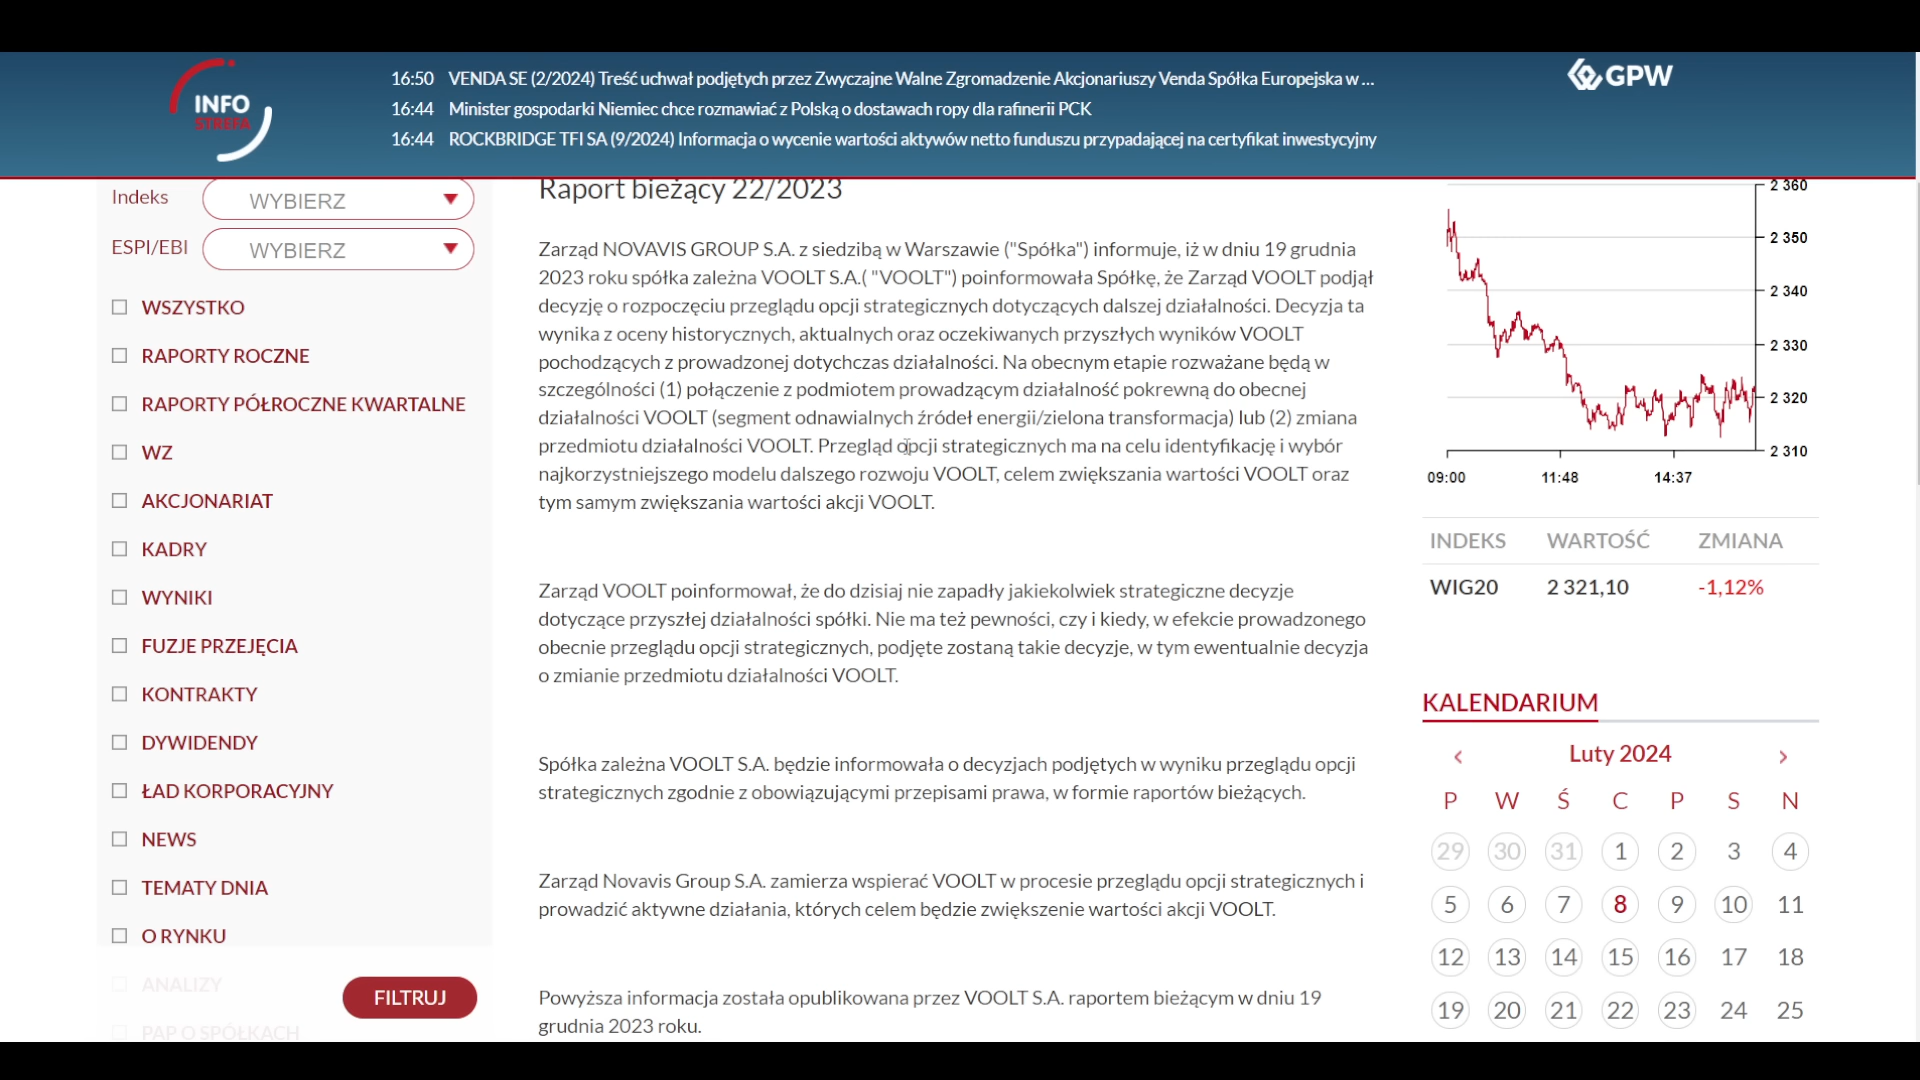 INFO
STREFA
16:50 VENDA SE (2/2024) Treść uchwał podjętych przez Zwyczajne Walne Zgromadzenie Akcjonariuszy Venda Spółka Europejska w ...
16:44 Minister gospodarki Niemiec chce rozmawiać z Polską o dostawach ropy dla rafinerii PCK
16:44 ROCKBRIDGE TFI SA (9/2024) Informacja o wycenie wartości aktywów netto funduszu przypadającej na certyfikat inwestycyjny
GPW
Indeks WYBIERZ
ESPI/EBI WYBIERZ
WSZYSTKO
RAPORTY ROCZNE
RAPORTY PÓŁROCZNE KWARTALNE
WZ
AKCJONARIAT
KADRY
WYNIKI
FUZJE PRZEJĘCIA
KONTRAKTY
DYWIDENDY
ŁAD KORPORACYJNY
NEWS
TEMATY DNIA
O RYNKU
ANALIZY
PAP O SPÓŁKACH
FILTRUJ
Raport bieżący 22/2023
Zarząd NOVAVIS GROUP S.A. z siedzibą w Warszawie ("Spółka") informuje, iż w dniu 19 grudnia
2023 roku spółka zależna VOOLT S.A.( "VOOLT") poinformowała Spółkę, że Zarząd VOOLT podjął
decyzję o rozpoczęciu przeglądu opcji strategicznych dotyczących dalszej działalności. Decyzja ta
wynika z oceny historycznych, aktualnych oraz oczekiwanych przyszłych wyników VOOLT
pochodzących z prowadzonej dotychczas działalności. Na obecnym etapie rozważane będą w
szczególności (1) połączenie z podmiotem prowadzącym działalność pokrewną do obecnej
działalności VOOLT (segment odnawialnych źródeł energii/zielona transformacja) lub (2) zmiana
przedmiotu działalności VOOLT. Przegląd opcji strategicznych ma na celu identyfikację i wybór
najkorzystniejszego modelu dalszego rozwoju VOOLT, celem zwiększania wartości VOOLT oraz
tym samym zwiększania wartości akcji VOOLT.
Zarząd VOOLT poinformował, że do dzisiaj nie zapadły jakiekolwiek strategiczne decyzje
dotyczące przyszłej działalności spółki. Nie ma też pewności, czy i kiedy, w efekcie prowadzonego
obecnie przeglądu opcji strategicznych, podjęte zostaną takie decyzje, w tym ewentualnie decyzja
o zmianie przedmiotu działalności VOOLT.
Spółka zależna VOOLT S.A. będzie informowała o decyzjach podjętych w wyniku przeglądu opcji
strategicznych zgodnie z obowiązującymi przepisami prawa, w formie raportów bieżących.
Zarząd Novavis Group S.A. zamierza wspierać VOOLT w procesie przeglądu opcji strategicznych i
prowadzić aktywne działania, których celem będzie zwiększenie wartości akcji VOOLT.
Powyższa informacja została opublikowana przez VOOLT S.A. raportem bieżącym w dniu 19
grudnia 2023 roku.
2 360
2 350
2 340
2 330
2 320
2 310
09:00 11:48 14:37
INDEKS WARTOŚĆ ZMIANA
WIG20 2 321,10 -1,12%
KALENDARIUM
‹ Luty 2024 ›
P W Ś C P S N
29 30 31 1 2 3 4
5 6 7 8 9 10 11
12 13 14 15 16 17 18
19 20 21 22 23 24 25